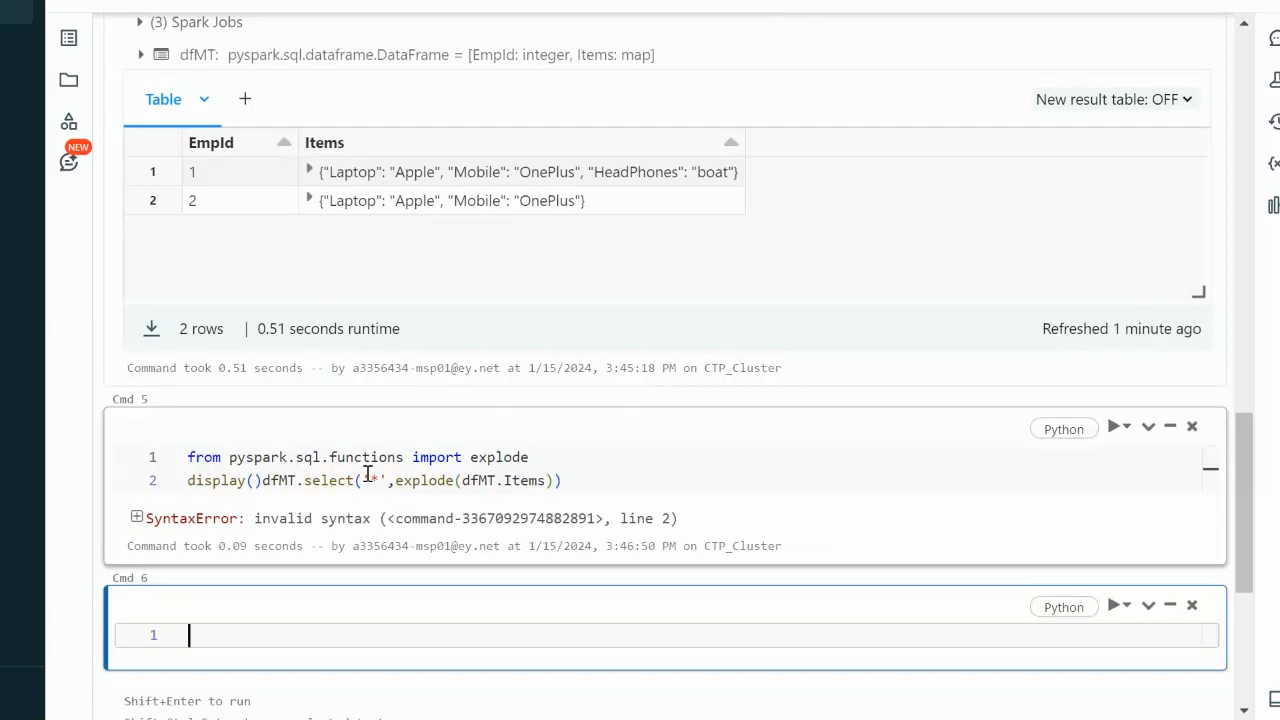 (3) Spark Jobs
dfMT: pyspark.sql.dataframe.DataFrame = [EmpId: integer, Items: map]
Table
New result table: OFF
EmpId Items
1 1 {"Laptop": "Apple", "Mobile": "OnePlus", "HeadPhones": "boat"}
2 2 {"Laptop": "Apple", "Mobile": "OnePlus"}
NEW
2 rows | 0.51 seconds runtime
Refreshed 1 minute ago
Command took 0.51 seconds -- by a3356434-msp01@ey.net at 1/15/2024, 3:45:18 PM on CTP_Cluster
Cmd 5
Python
1 from pyspark.sql.functions import explode
2 display()dfMT.select('*',explode(dfMT.Items))
SyntaxError: invalid syntax (<command-3367092974882891>, line 2)
Command took 0.09 seconds -- by a3356434-msp01@ey.net at 1/15/2024, 3:46:50 PM on CTP_Cluster
Cmd 6
Python
1
Shift+Enter to run